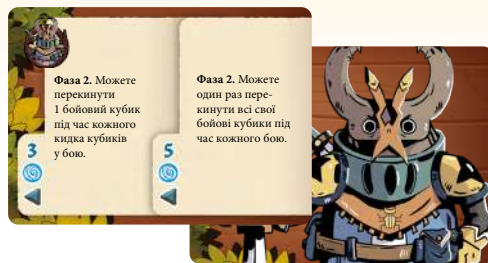 Фаза 2. Можете
перекинути
1 бойовий кубик
під час кожного
кидка кубиків
у бою.
3
Фаза 2. Можете
один раз пере-
кинути всі свої
бойові кубики під
час кожного бою.
5